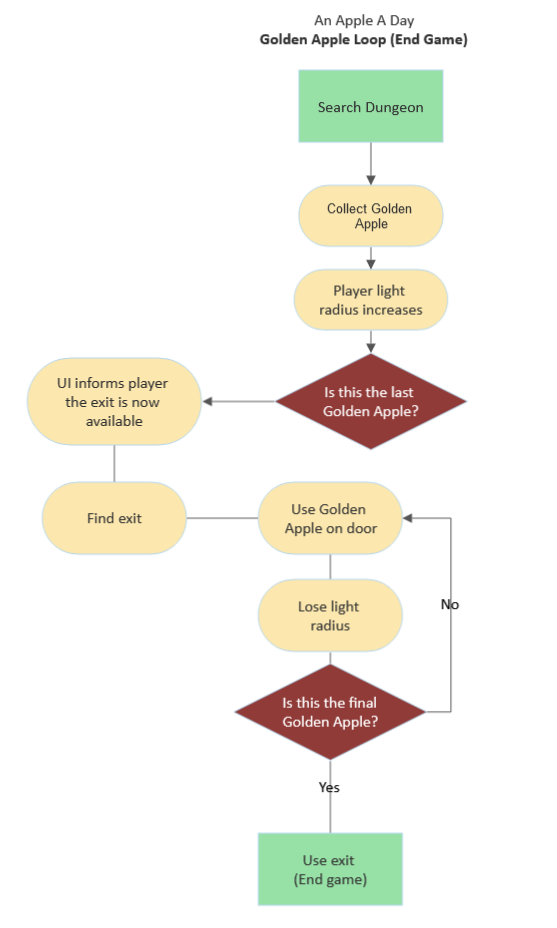 An Apple A Day
Golden Apple Loop (End Game)
Search Dungeon
Collect Golden
Apple
Player light
radius increases
Is this the last
Golden Apple?
UI informs player
the exit is now
available
Find exit
Use Golden
Apple on door
Lose light
radius
No
Is this the final
Golden Apple?
Yes
Use exit
(End game)